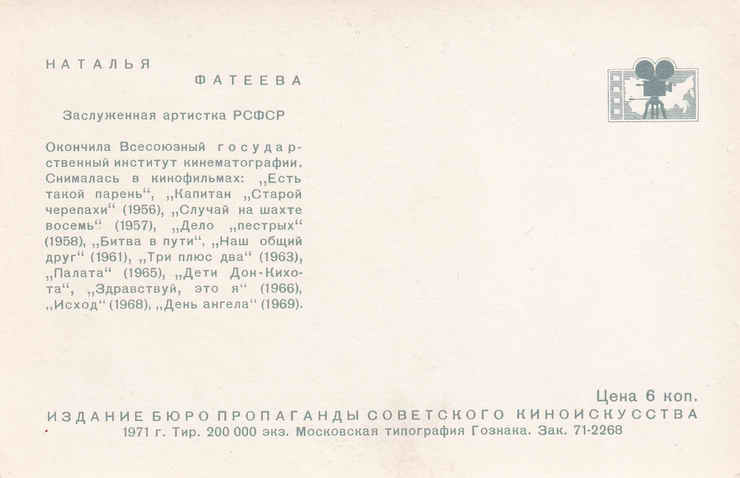 НАТАЛЬЯ
ФАТЕЕВА
Заслуженная артистка РСФСР
Окончила Всесоюзный государ-
ственный институт кинематографии.
Снималась в кинофильмах: „Есть
такой парень“, „Капитан „Старой
черепахи“ (1956), „Случай на шахте
восемь“ (1957), „Дело „пестрых“
(1958), „Битва в пути“, „Наш общий
друг“ (1961), „Три плюс два“ (1963),
„Палата“ (1965), „Дети Дон-Кихо-
та“, „Здравствуй, это я“ (1966),
„Исход“ (1968), „День ангела“ (1969).
Цена 6 коп.
ИЗДАНИЕ БЮРО ПРОПАГАНДЫ СОВЕТСКОГО КИНОИСКУССТВА
1971 г. Тир. 200 000 экз. Московская типография Гознака. Зак. 71-2268